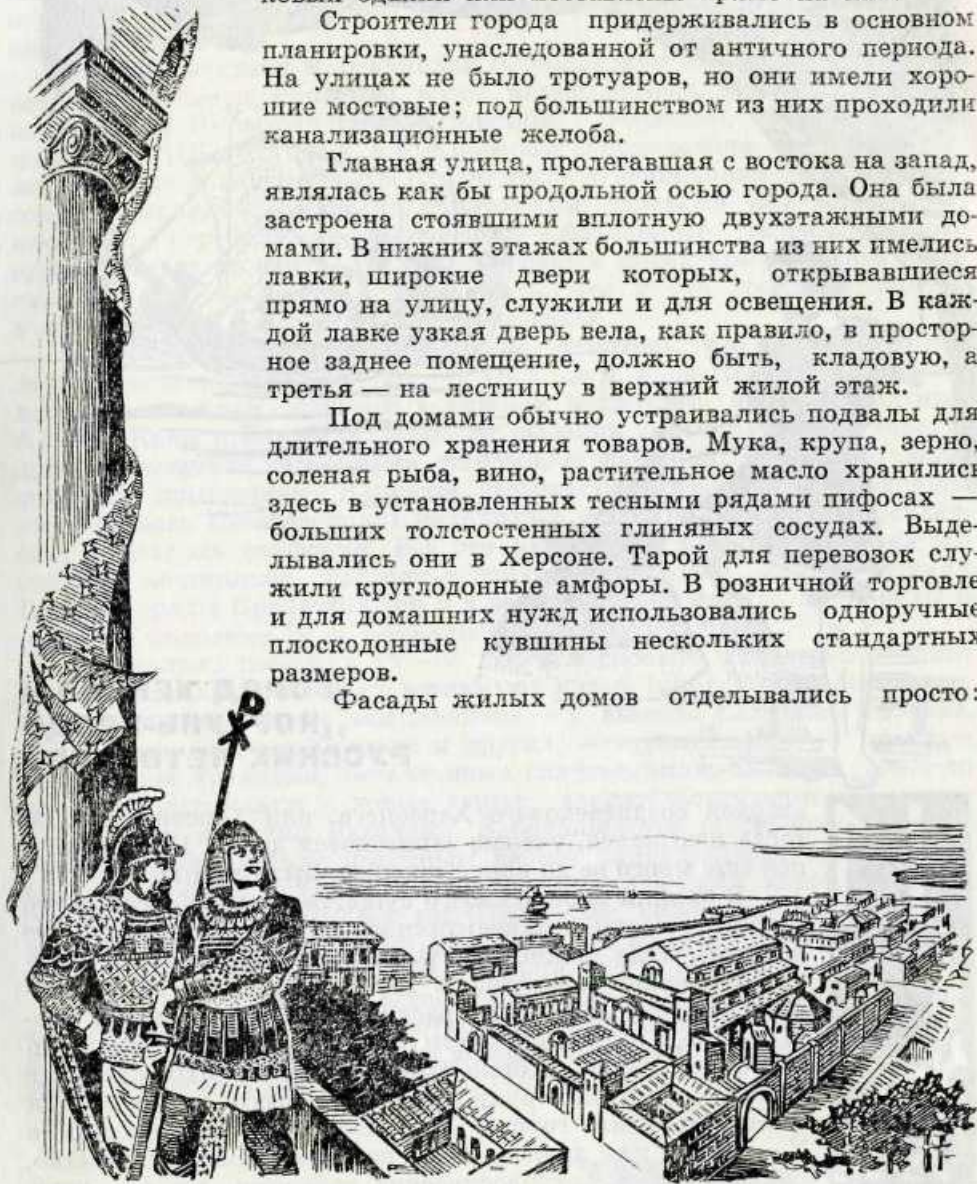 Строители города придерживались в основном
планировки, унаследованной от античного периода.
На улицах не было тротуаров, но они имели хоро-
шие мостовые; под большинством из них проходили
канализационные желоба.
Главная улица, пролегавшая с востока на запад,
являлась как бы продольной осью города. Она была
застроена стоявшими вплотную двухэтажными до-
мами. В нижних этажах большинства из них имелись
лавки, широкие двери которых, открывавшиеся
прямо на улицу, служили и для освещения. В каж-
дой лавке узкая дверь вела, как правило, в простор-
ное заднее помещение, должно быть, кладовую, а
третья — на лестницу в верхний жилой этаж.
Под домами обычно устраивались подвалы для
длительного хранения товаров. Мука, крупа, зерно,
соленая рыба, вино, растительное масло хранились
здесь в установленных тесными рядами пифосах —
больших толстостенных глиняных сосудах. Выде-
лывались они в Херсоне. Тарой для перевозок слу-
жили круглодонные амфоры. В розничной торговле
и для домашних нужд использовались одноручные
плоскодонные кувшины нескольких стандартных
размеров.
Фасады жилых домов отделывались просто: